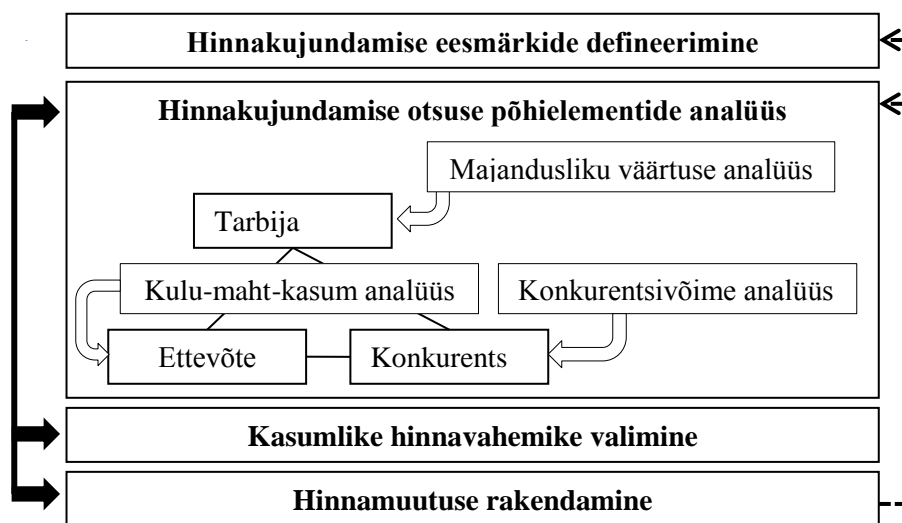 Hinnakujundamise eesmärkide defineerimine
Hinnakujundamise otsuse põhielementide analüüs
Majandusliku väärtuse analüüs
Tarbija
Kulu-maht-kasum analüüs
Konkurentsivõime analüüs
Ettevõte
Konkurents
Kasumlike hinnavahemike valimine
Hinnamuutuse rakendamine